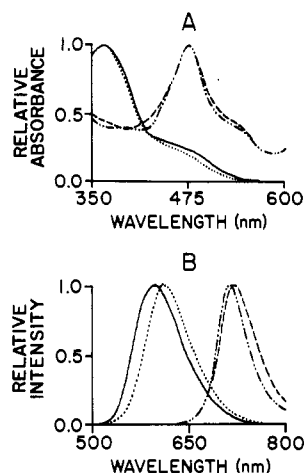 A
RELATIVE ABSORBANCE
1.0
0.5
0.0
350 475 600
WAVELENGTH (nm)
B
RELATIVE INTENSITY
1.0
0.5
0.0
500 650 800
WAVELENGTH (nm)